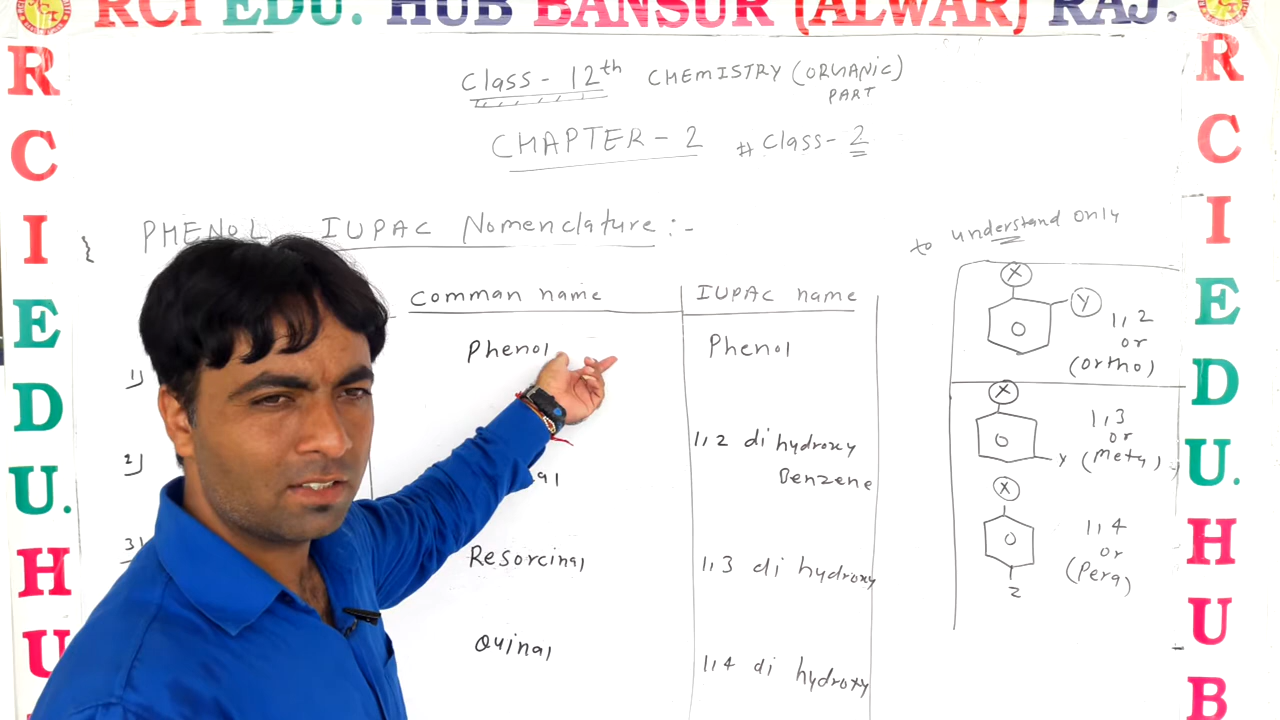 RCI EDU. HUB BANSUR (ALWAR) RAJ.
R
C
I
E
D
U.
H
U
Class - 12th CHEMISTRY (ORGANIC)
PART
CHAPTER - 2 # Class - 2
PHENOL IUPAC Nomenclature :-
Comman name IUPAC name
1) Phenol Phenol
2) 1,2 di hydroxy
Benzene
3) Resorcinal 1,3 di hydroxy
Quinal 1,4 di hydroxy
to understand only
X
Y
1,2
or
(ortho)
X
Y
1,3
or
(Meta)
X
Z
1,4
or
(Pera)
R
C
I
E
D
U.
H
U
B